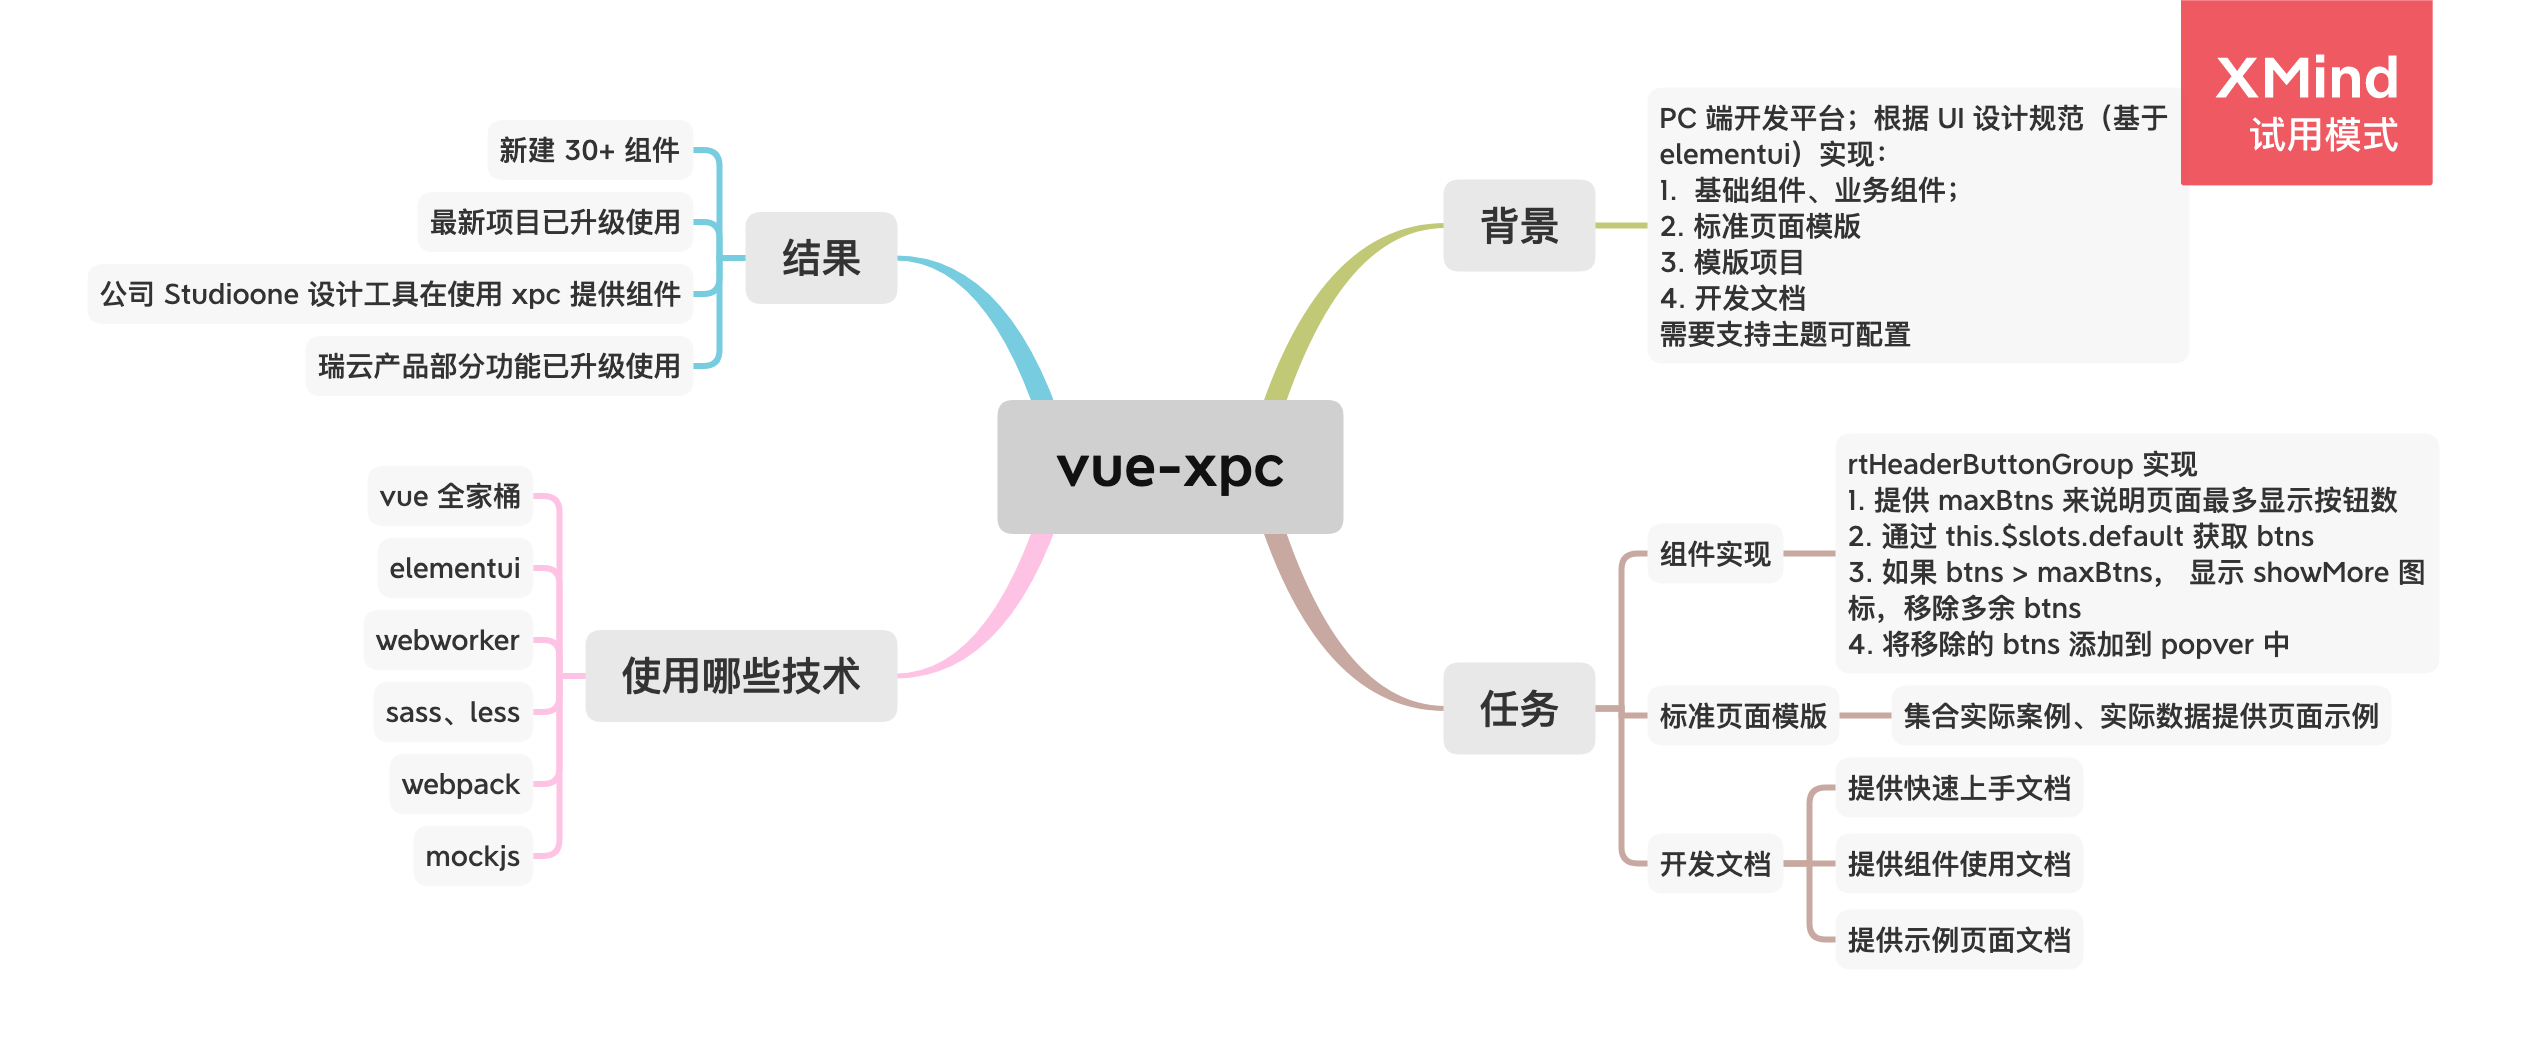 XMind
试用模式
vue-xpc
背景
PC 端开发平台；根据 UI 设计规范（基于
elementui）实现：
1. 基础组件、业务组件；
2. 标准页面模版
3. 模版项目
4. 开发文档
需要支持主题可配置
任务
组件实现
rtHeaderButtonGroup 实现
1. 提供 maxBtns 来说明页面最多显示按钮数
2. 通过 this.$slots.default 获取 btns
3. 如果 btns > maxBtns， 显示 showMore 图
标，移除多余 btns
4. 将移除的 btns 添加到 popver 中
标准页面模版
集合实际案例、实际数据提供页面示例
开发文档
提供快速上手文档
提供组件使用文档
提供示例页面文档
结果
新建 30+ 组件
最新项目已升级使用
公司 Studioone 设计工具在使用 xpc 提供组件
瑞云产品部分功能已升级使用
使用哪些技术
vue 全家桶
elementui
webworker
sass、less
webpack
mockjs